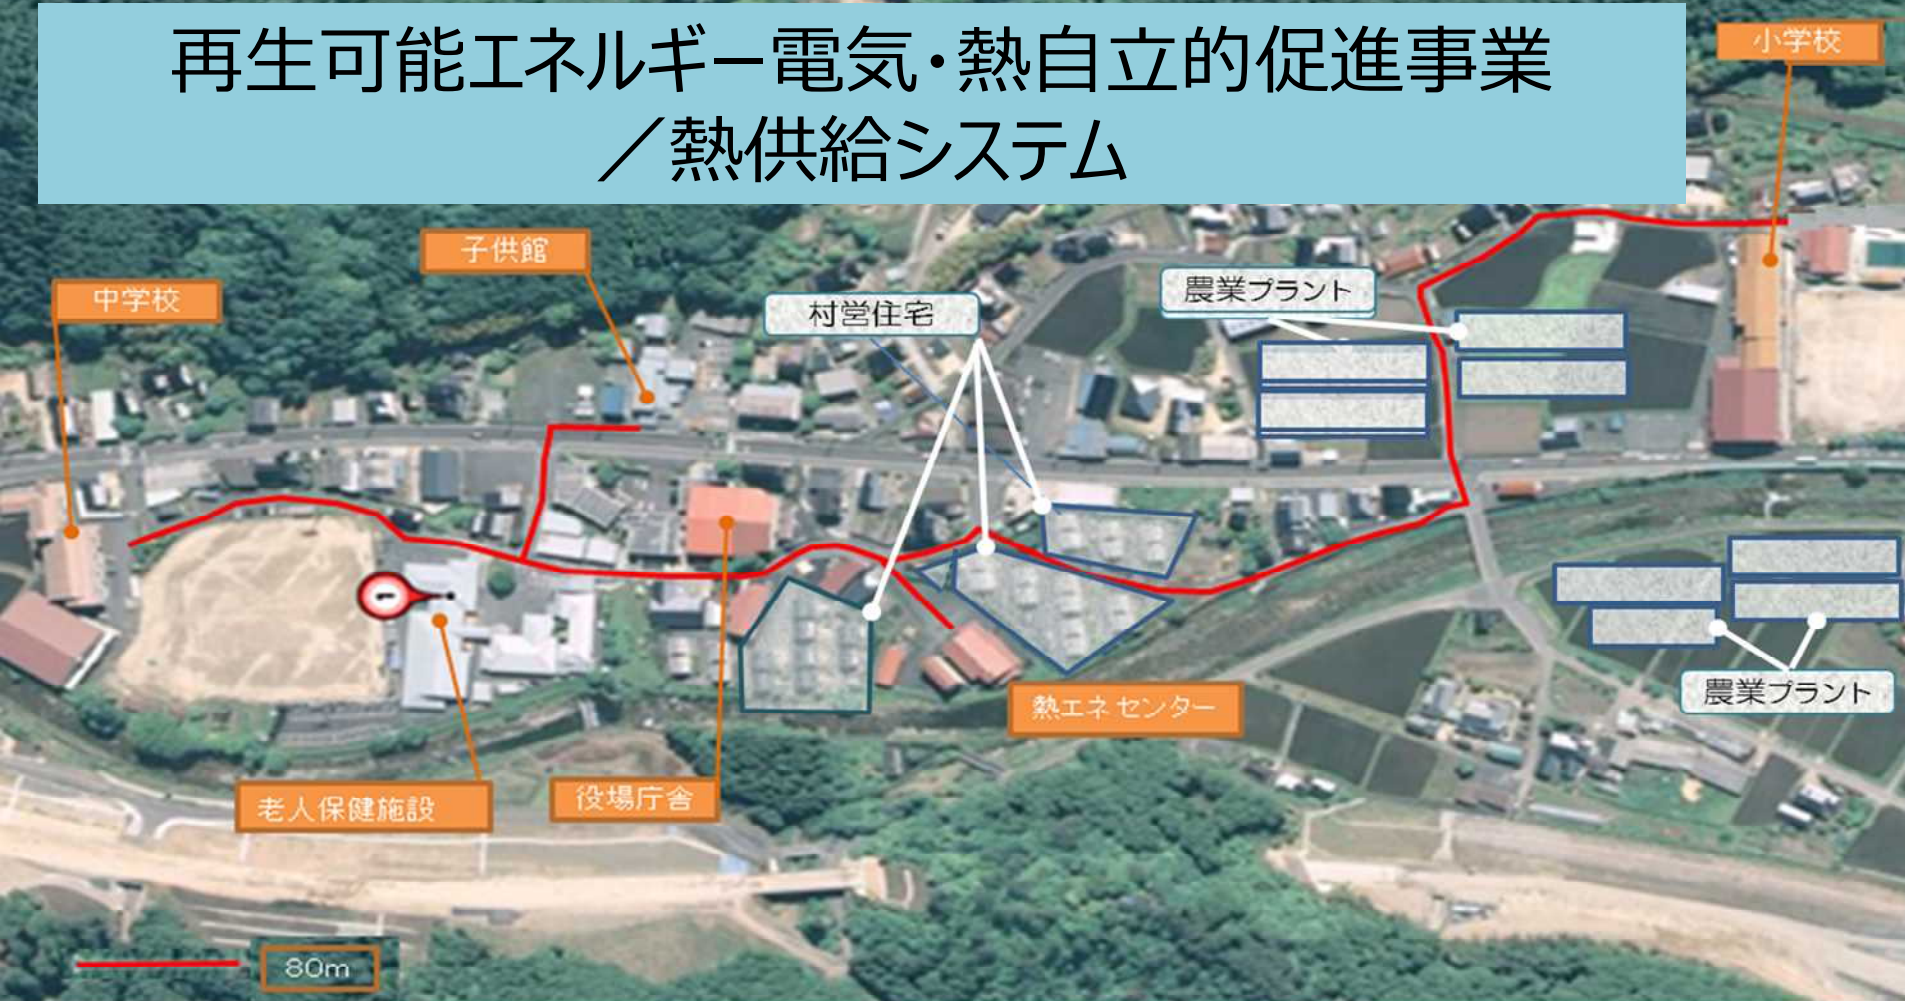 再生可能エネルギー電気・熱自立的促進事業
／熱供給システム
小学校
子供館
中学校
村営住宅
農業プラント
熱エネセンター
農業プラント
老人保健施設
役場庁舎
1
80m